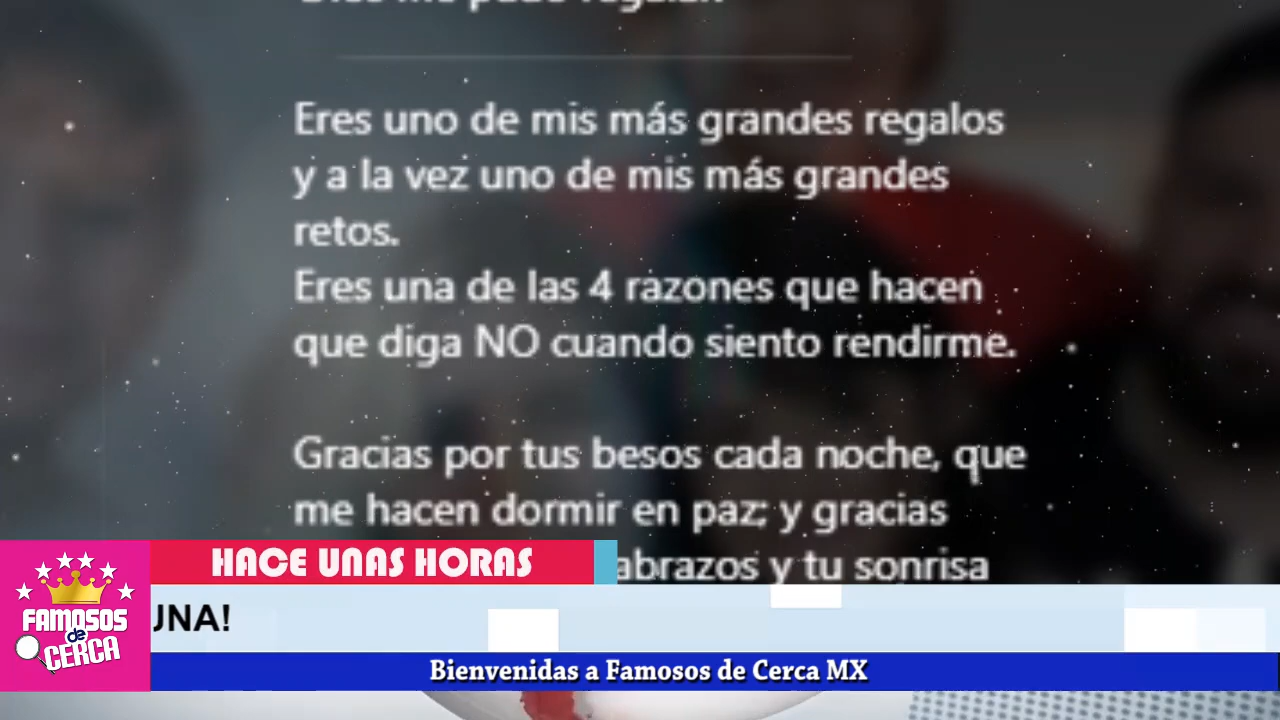 Eres uno de mis más grandes regalos
y a la vez uno de mis más grandes
retos.
Eres una de las 4 razones que hacen
que diga NO cuando siento rendirme.
Gracias por tus besos cada noche, que
me hacen dormir en paz; y gracias
abrazos y tu sonrisa
HACE UNAS HORAS
UNA!
FAMOSOS
de
CERCA
Bienvenidas a Famosos de Cerca MX